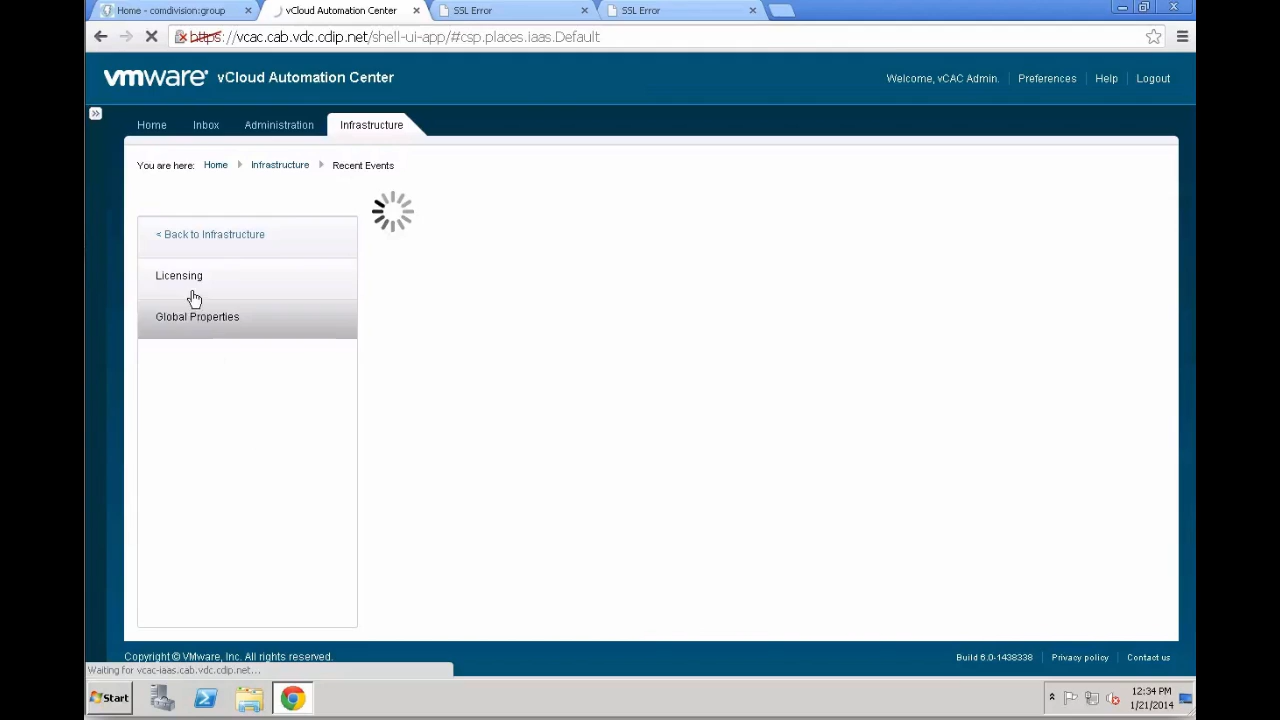 Home - comdivision:group
vCloud Automation Center
SSL Error
SSL Error
https://vcac.cab.vdc.cdip.net/shell-ui-app/#csp.places.iaas.Default
vmware® vCloud Automation Center
Welcome, vCAC Admin.
Preferences
Help
Logout
Home
Inbox
Administration
Infrastructure
You are here: Home Infrastructure Recent Events
< Back to Infrastructure
Licensing
Global Properties
Copyright © VMware, Inc. All rights reserved.
Build 6.0-1438338
Privacy policy
Contact us
Waiting for vcac-iaas.cab.vdc.cdip.net...
Start
12:34 PM
1/21/2014